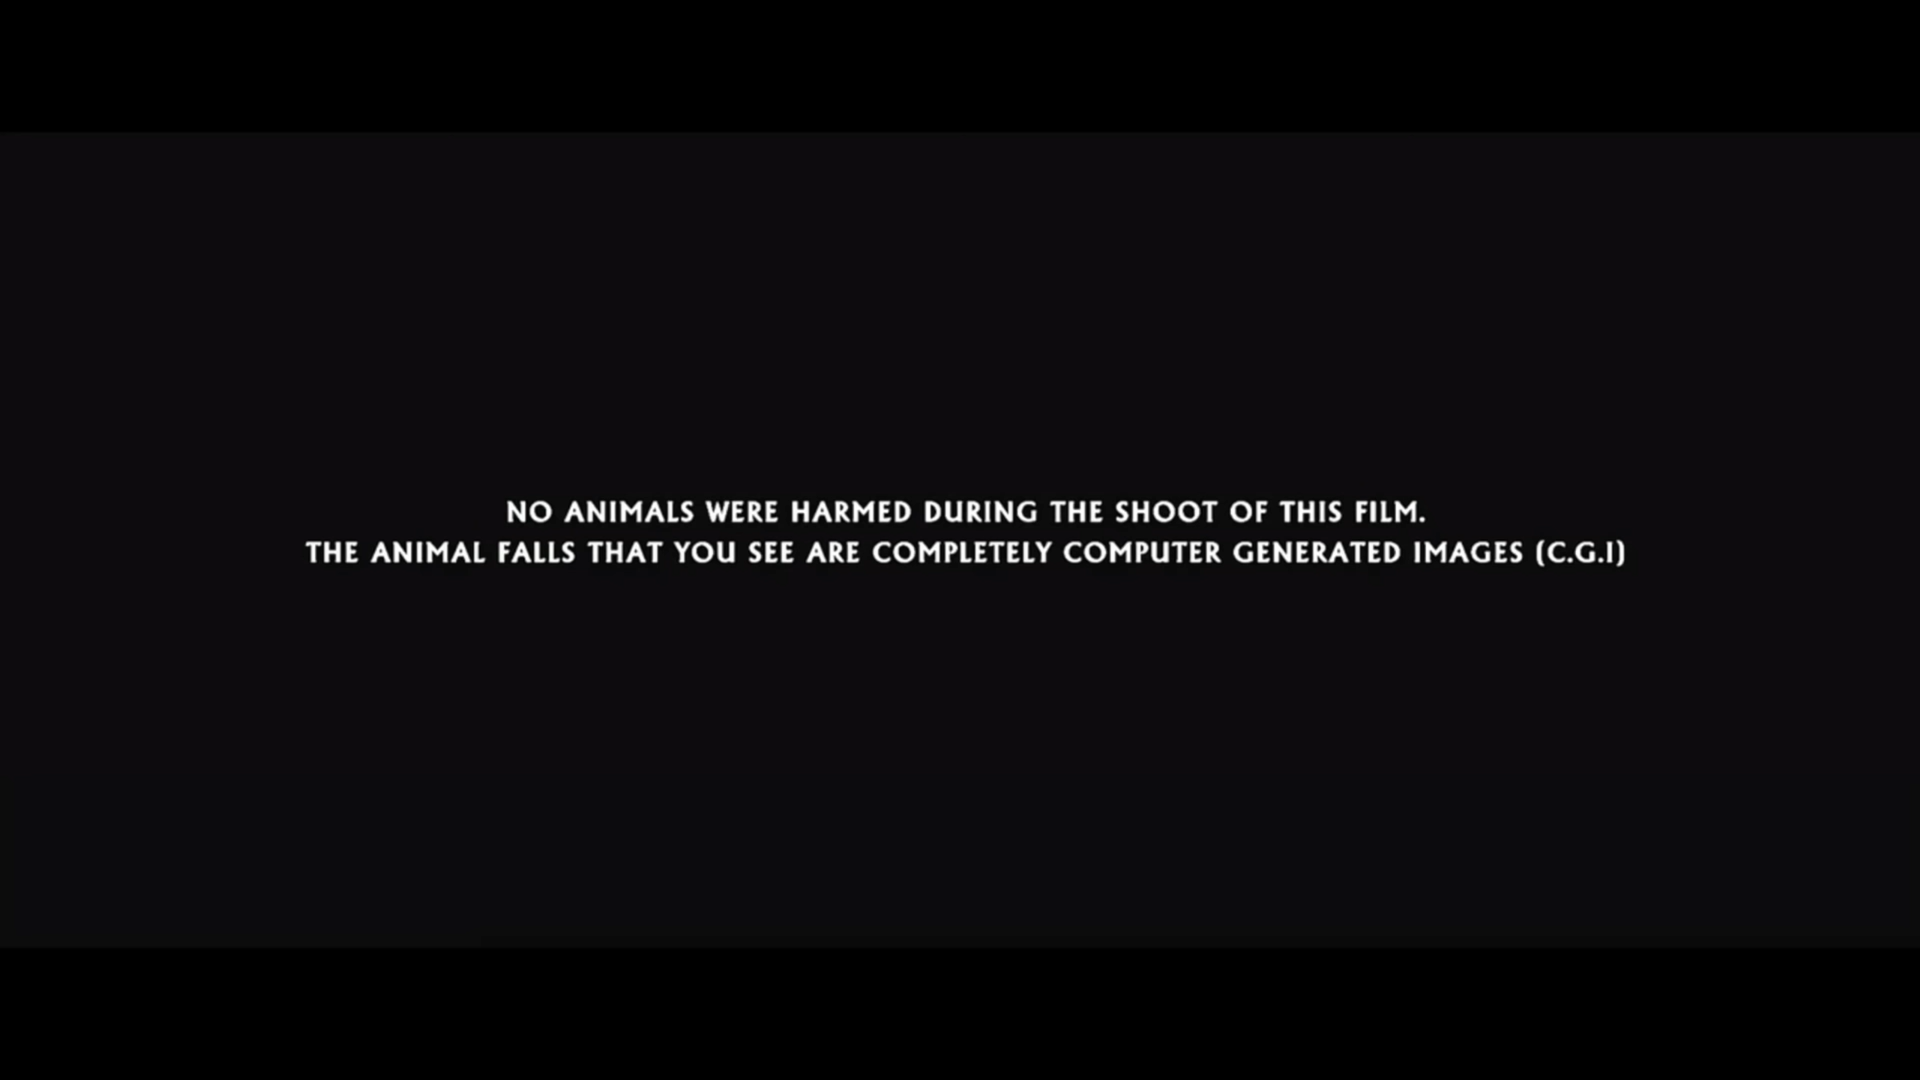 NO ANIMALS WERE HARMED DURING THE SHOOT OF THIS FILM.
THE ANIMAL FALLS THAT YOU SEE ARE COMPLETELY COMPUTER GENERATED IMAGES (C.G.I)